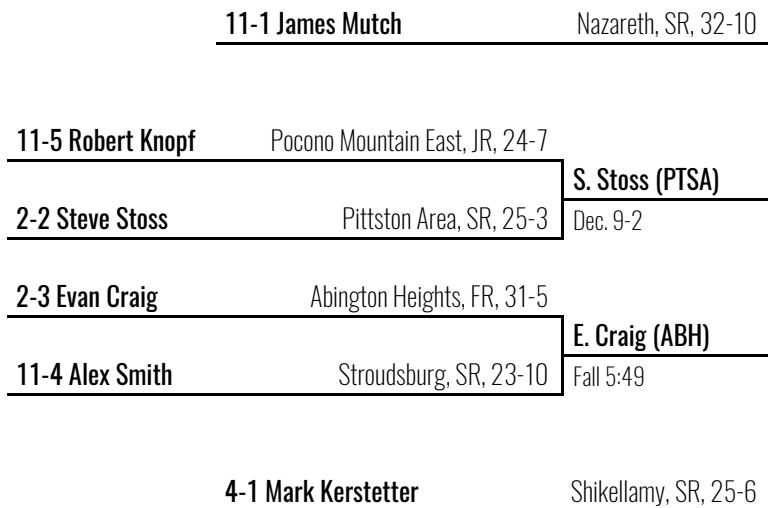 11-1 James Mutch Nazareth, SR, 32-10
11-5 Robert Knopf Pocono Mountain East, JR, 24-7
S. Stoss (PTSA)
2-2 Steve Stoss Pittston Area, SR, 25-3
Dec. 9-2
2-3 Evan Craig Abington Heights, FR, 31-5
E. Craig (ABH)
11-4 Alex Smith Stroudsburg, SR, 23-10
Fall 5:49
4-1 Mark Kerstetter Shikellamy, SR, 25-6